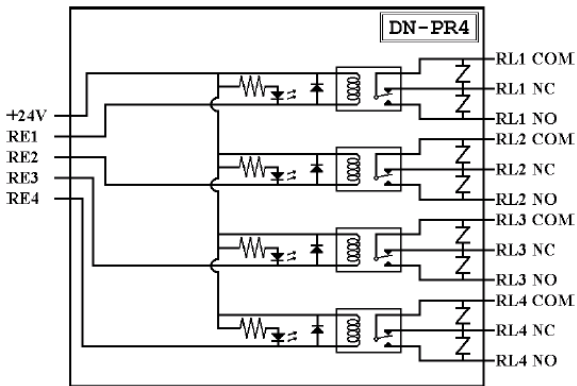 DN-PR4
+24V
RE1
RE2
RE3
RE4
RL1 COM
RL1 NC
RL1 NO
RL2 COM
RL2 NC
RL2 NO
RL3 COM
RL3 NC
RL3 NO
RL4 COM
RL4 NC
RL4 NO